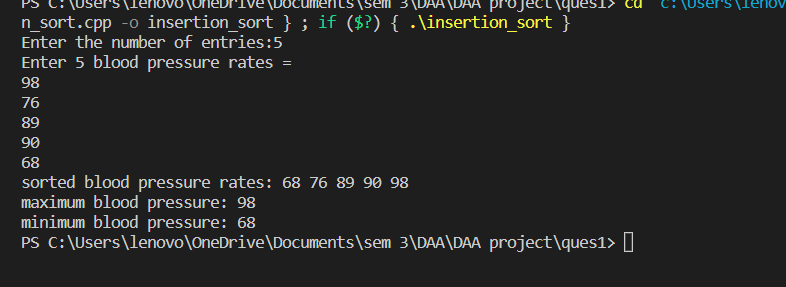 PS C:\Users\lenovo\OneDrive\Documents\sem 3\DAA\DAA project\ques1> cd "c:\Users\lenov
n_sort.cpp -o insertion_sort } ; if ($?) { .\insertion_sort }
Enter the number of entries:5
Enter 5 blood pressure rates =
98
76
89
90
68
sorted blood pressure rates: 68 76 89 90 98
maximum blood pressure: 98
minimum blood pressure: 68
PS C:\Users\lenovo\OneDrive\Documents\sem 3\DAA\DAA project\ques1>